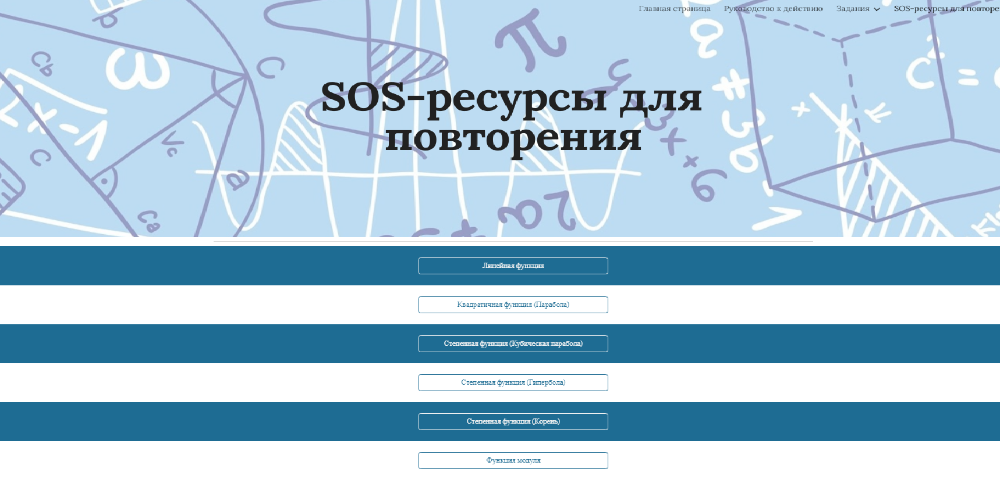 Главная страница Руководство к действию Задания SOS-ресурсы для повторе
SOS-ресурсы для
повторения
Линейная функция
Квадратичная функция (Парабола)
Степенная функция (Кубическая парабола)
Степенная функция (Гипербола)
Степенная функция (Корень)
Функция модуля